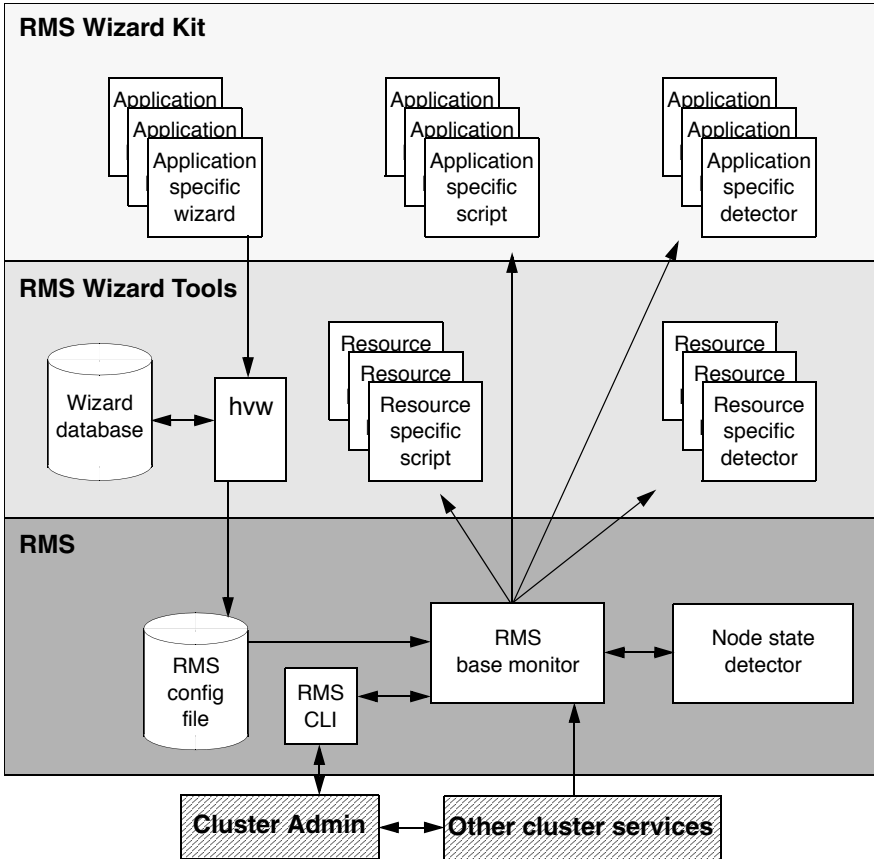 RMS Wizard Kit
Application
Application
Application
specific
wizard
Application
Application
Application
specific
script
Application
Application
Application
specific
detector
RMS Wizard Tools
Wizard
database
hvw
Resource
Resource
Resource
specific
script
Resource
Resource
Resource
specific
detector
RMS
RMS
config
file
RMS
CLI
RMS
base monitor
Node state
detector
Cluster Admin
Other cluster services